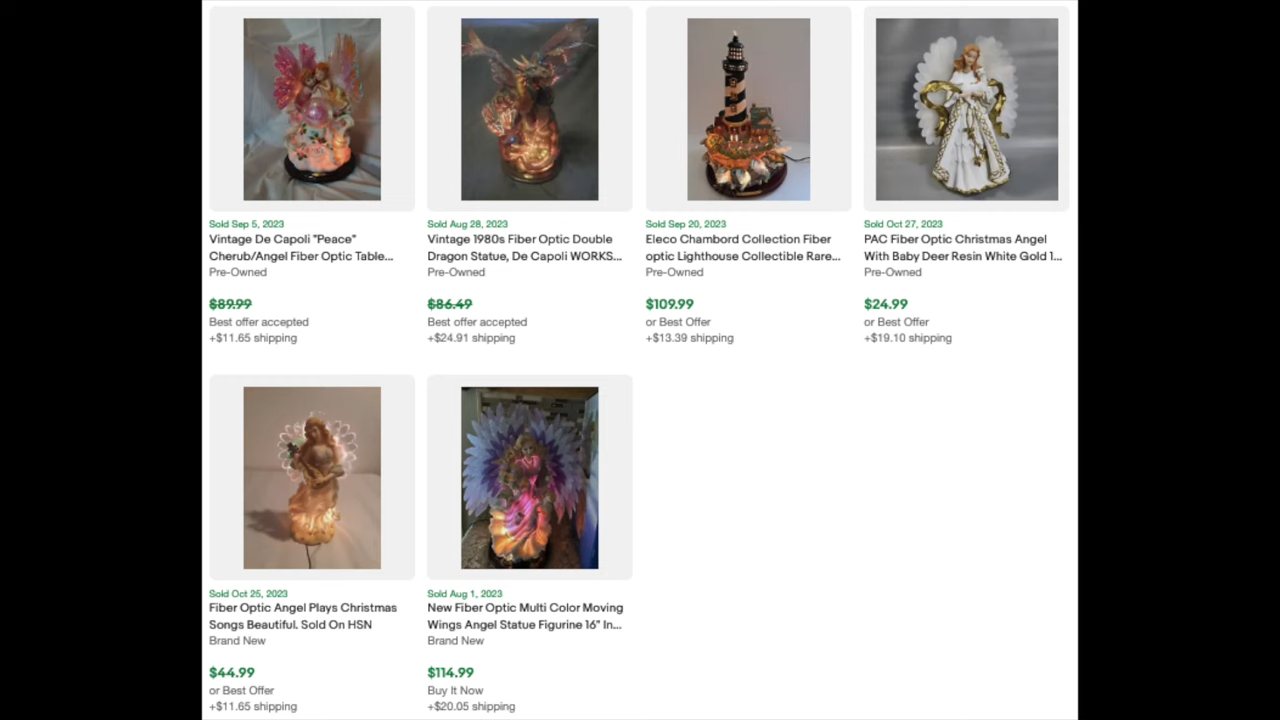 Sold Sep 5, 2023
Vintage De Capoli "Peace"
Cherub/Angel Fiber Optic Table...
Pre-Owned
$89.99
Best offer accepted
+$11.65 shipping
Sold Aug 28, 2023
Vintage 1980s Fiber Optic Double
Dragon Statue, De Capoli WORKS...
Pre-Owned
$86.49
Best offer accepted
+$24.91 shipping
Sold Sep 20, 2023
Eleco Chambord Collection Fiber
optic Lighthouse Collectible Rare...
Pre-Owned
$109.99
or Best Offer
+$13.39 shipping
Sold Oct 27, 2023
PAC Fiber Optic Christmas Angel
With Baby Deer Resin White Gold 1...
Pre-Owned
$24.99
or Best Offer
+$19.10 shipping
Sold Oct 25, 2023
Fiber Optic Angel Plays Christmas
Songs Beautiful. Sold On HSN
Brand New
$44.99
or Best Offer
+$11.65 shipping
Sold Aug 1, 2023
New Fiber Optic Multi Color Moving
Wings Angel Statue Figurine 16" In...
Brand New
$114.99
Buy It Now
+$20.05 shipping